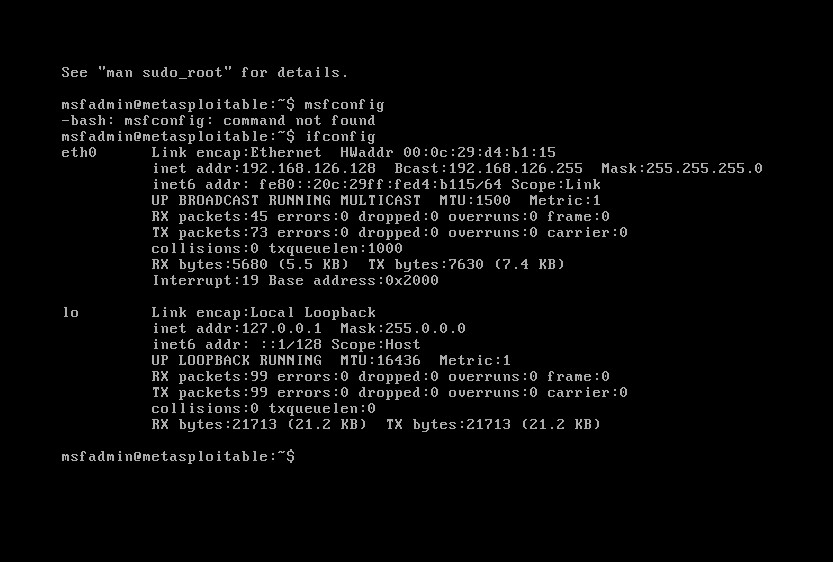 See "man sudo_root" for details.
msfadmin@metasploitable:~$ msfconfig
-bash: msfconfig: command not found
msfadmin@metasploitable:~$ ifconfig
eth0      Link encap:Ethernet  HWaddr 00:0c:29:d4:b1:15
          inet addr:192.168.126.128  Bcast:192.168.126.255  Mask:255.255.255.0
          inet6 addr: fe80::20c:29ff:fed4:b115/64 Scope:Link
          UP BROADCAST RUNNING MULTICAST  MTU:1500  Metric:1
          RX packets:45 errors:0 dropped:0 overruns:0 frame:0
          TX packets:73 errors:0 dropped:0 overruns:0 carrier:0
          collisions:0 txqueuelen:1000
          RX bytes:5680 (5.5 KB)  TX bytes:7630 (7.4 KB)
          Interrupt:19 Base address:0x2000
lo        Link encap:Local Loopback
          inet addr:127.0.0.1  Mask:255.0.0.0
          inet6 addr: ::1/128 Scope:Host
          UP LOOPBACK RUNNING  MTU:16436  Metric:1
          RX packets:99 errors:0 dropped:0 overruns:0 frame:0
          TX packets:99 errors:0 dropped:0 overruns:0 carrier:0
          collisions:0 txqueuelen:0
          RX bytes:21713 (21.2 KB)  TX bytes:21713 (21.2 KB)
msfadmin@metasploitable:~$